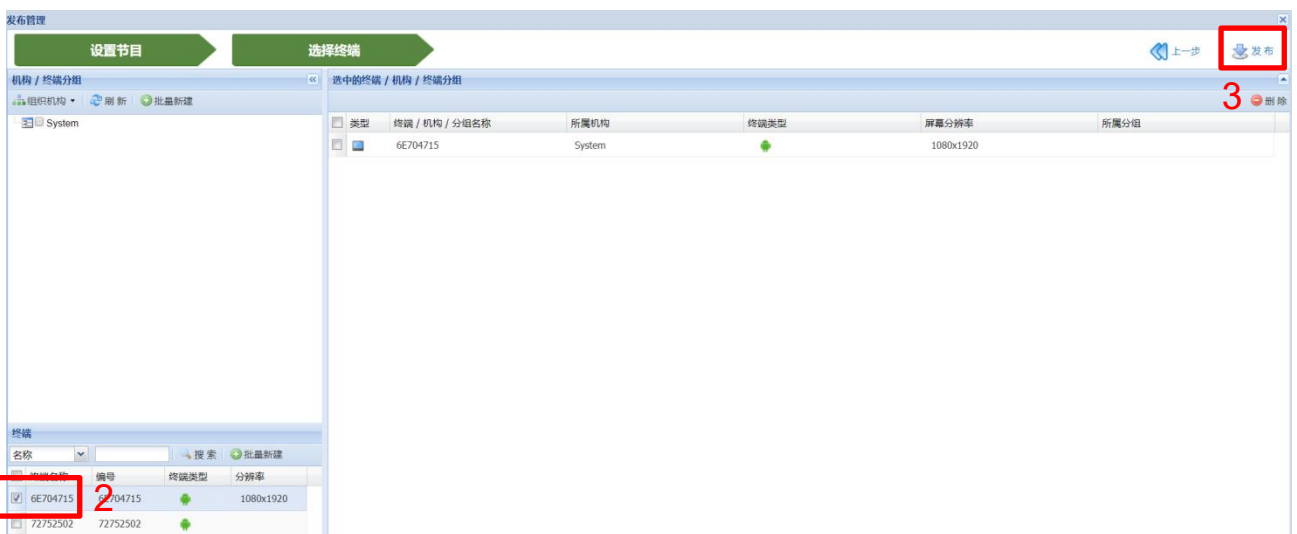 发布管理
设置节目 选择终端 上一步 发布
机构 / 终端分组 选中的终端 / 机构 / 终端分组
组织机构 刷新 批量新建 3 删除
System 类型 终端 / 机构 / 分组名称 所属机构 终端类型 屏幕分辨率 所属分组
6E704715 System 1080x1920
终端
名称 搜索 批量新建
终端名称 编号 终端类型 分辨率
6E704715 2 6E704715 1080x1920
72752502 72752502